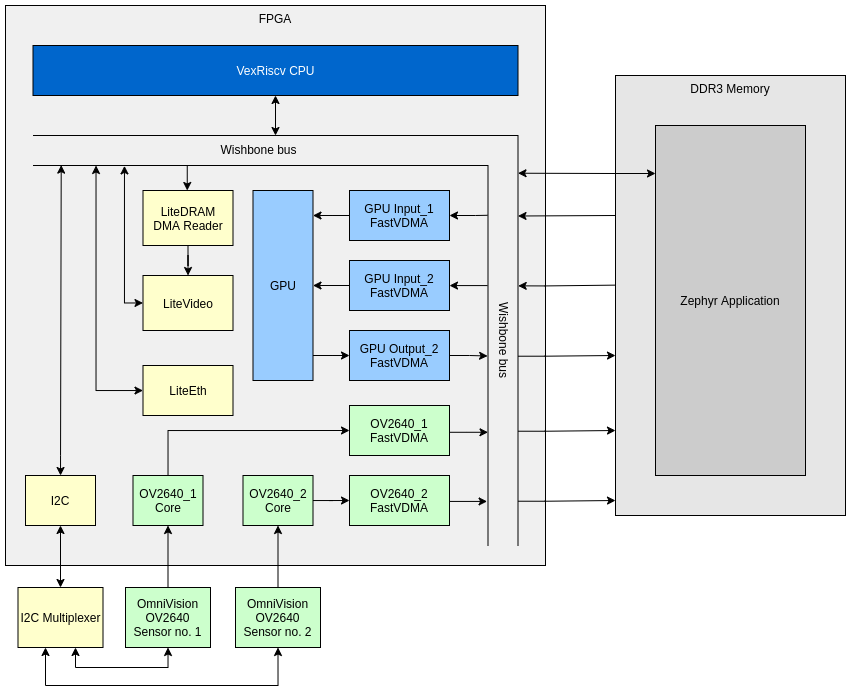 FPGA
VexRiscv CPU
DDR3 Memory
Wishbone bus
LiteDRAM
DMA Reader
GPU
GPU Input_1
FastVDMA
LiteVideo
GPU Input_2
FastVDMA
Zephyr Application
Wishbone bus
GPU Output_2
FastVDMA
LiteEth
OV2640_1
FastVDMA
I2C
OV2640_1
Core
OV2640_2
Core
OV2640_2
FastVDMA
I2C Multiplexer
OmniVision
OV2640
Sensor no. 1
OmniVision
OV2640
Sensor no. 2